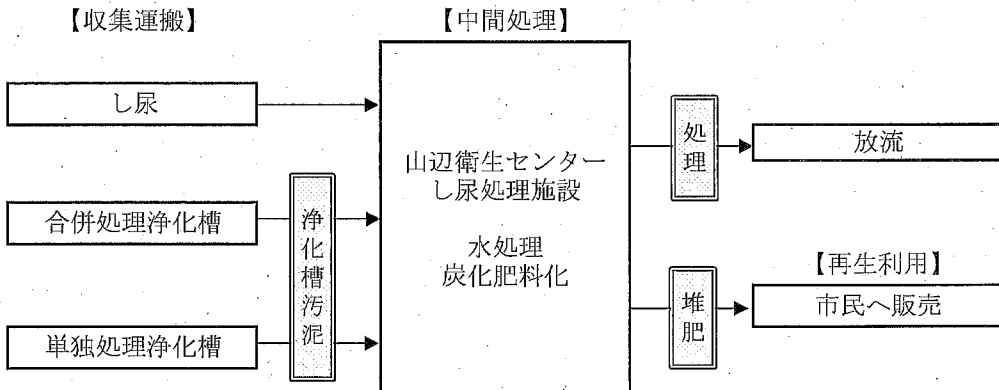 【収集運搬】
【中間処理】
し尿
合併処理浄化槽
単独処理浄化槽
浄化槽汚泥
山辺衛生センター
し尿処理施設
水処理
炭化肥料化
処理
放流
【再生利用】
堆肥
市民へ販売